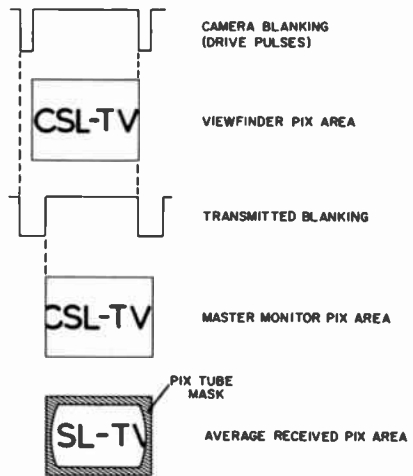 CAMERA BLANKING
(DRIVE PULSES)
CSL-TV
VIEWFINDER PIX AREA
TRANSMITTED BLANKING
CSL-TV
MASTER MONITOR PIX AREA
PIX TUBE
MASK
SL-TV
AVERAGE RECEIVED PIX AREA